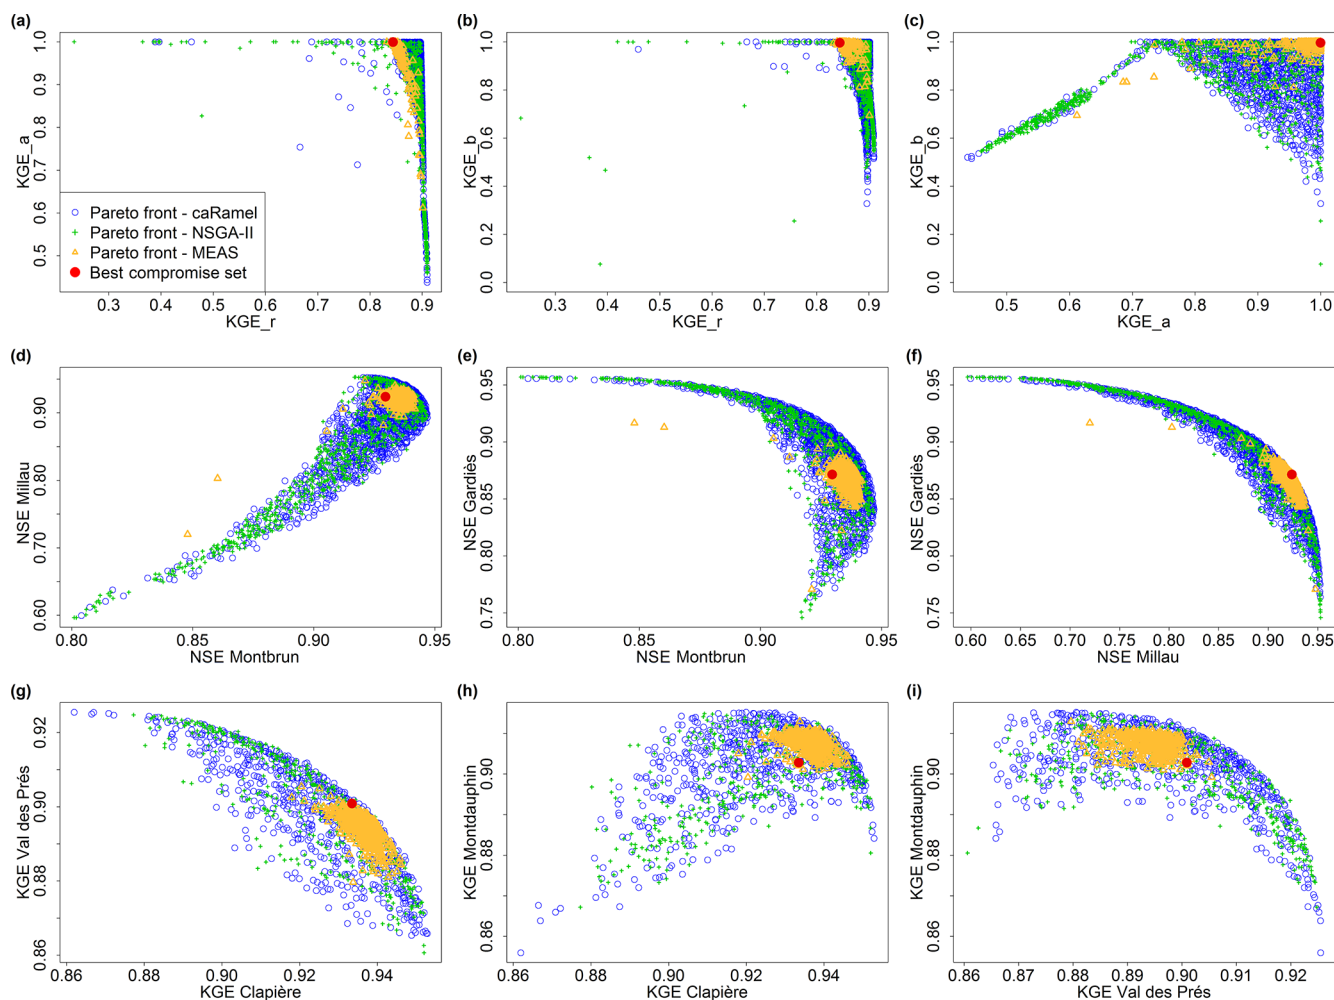 (a)
KGE_a
1.0
0.9
0.8
0.7
0.6
0.5
Pareto front - caRamel
Pareto front - NSGA-II
Pareto front - MEAS
Best compromise set
0.3 0.4 0.5 0.6 0.7 0.8 0.9
KGE_r
(b)
KGE_b
1.0
0.8
0.6
0.4
0.2
0.0
0.3 0.4 0.5 0.6 0.7 0.8 0.9
KGE_r
(c)
KGE_b
1.0
0.8
0.6
0.4
0.2
0.0
0.5 0.6 0.7 0.8 0.9 1.0
KGE_a
(d)
NSE Millau
0.90
0.80
0.70
0.60
0.80 0.86 0.90 0.95
NSE Montbrun
(e)
NSE Gardiès
0.95
0.90
0.85
0.80
0.75
0.80 0.86 0.90 0.95
NSE Montbrun
(f)
NSE Gardiès
0.95
0.90
0.85
0.80
0.75
0.60 0.65 0.70 0.75 0.80 0.85 0.90 0.95
NSE Millau
(g)
KGE Val des Prés
0.92
0.90
0.88
0.86
0.86 0.88 0.90 0.92 0.94
KGE Clapière
(h)
KGE Montdauphin
0.90
0.88
0.86
0.86 0.88 0.90 0.92 0.94
KGE Clapière
(i)
KGE Montdauphin
0.90
0.88
0.86
0.86 0.87 0.88 0.89 0.90 0.91 0.92
KGE Val des Prés